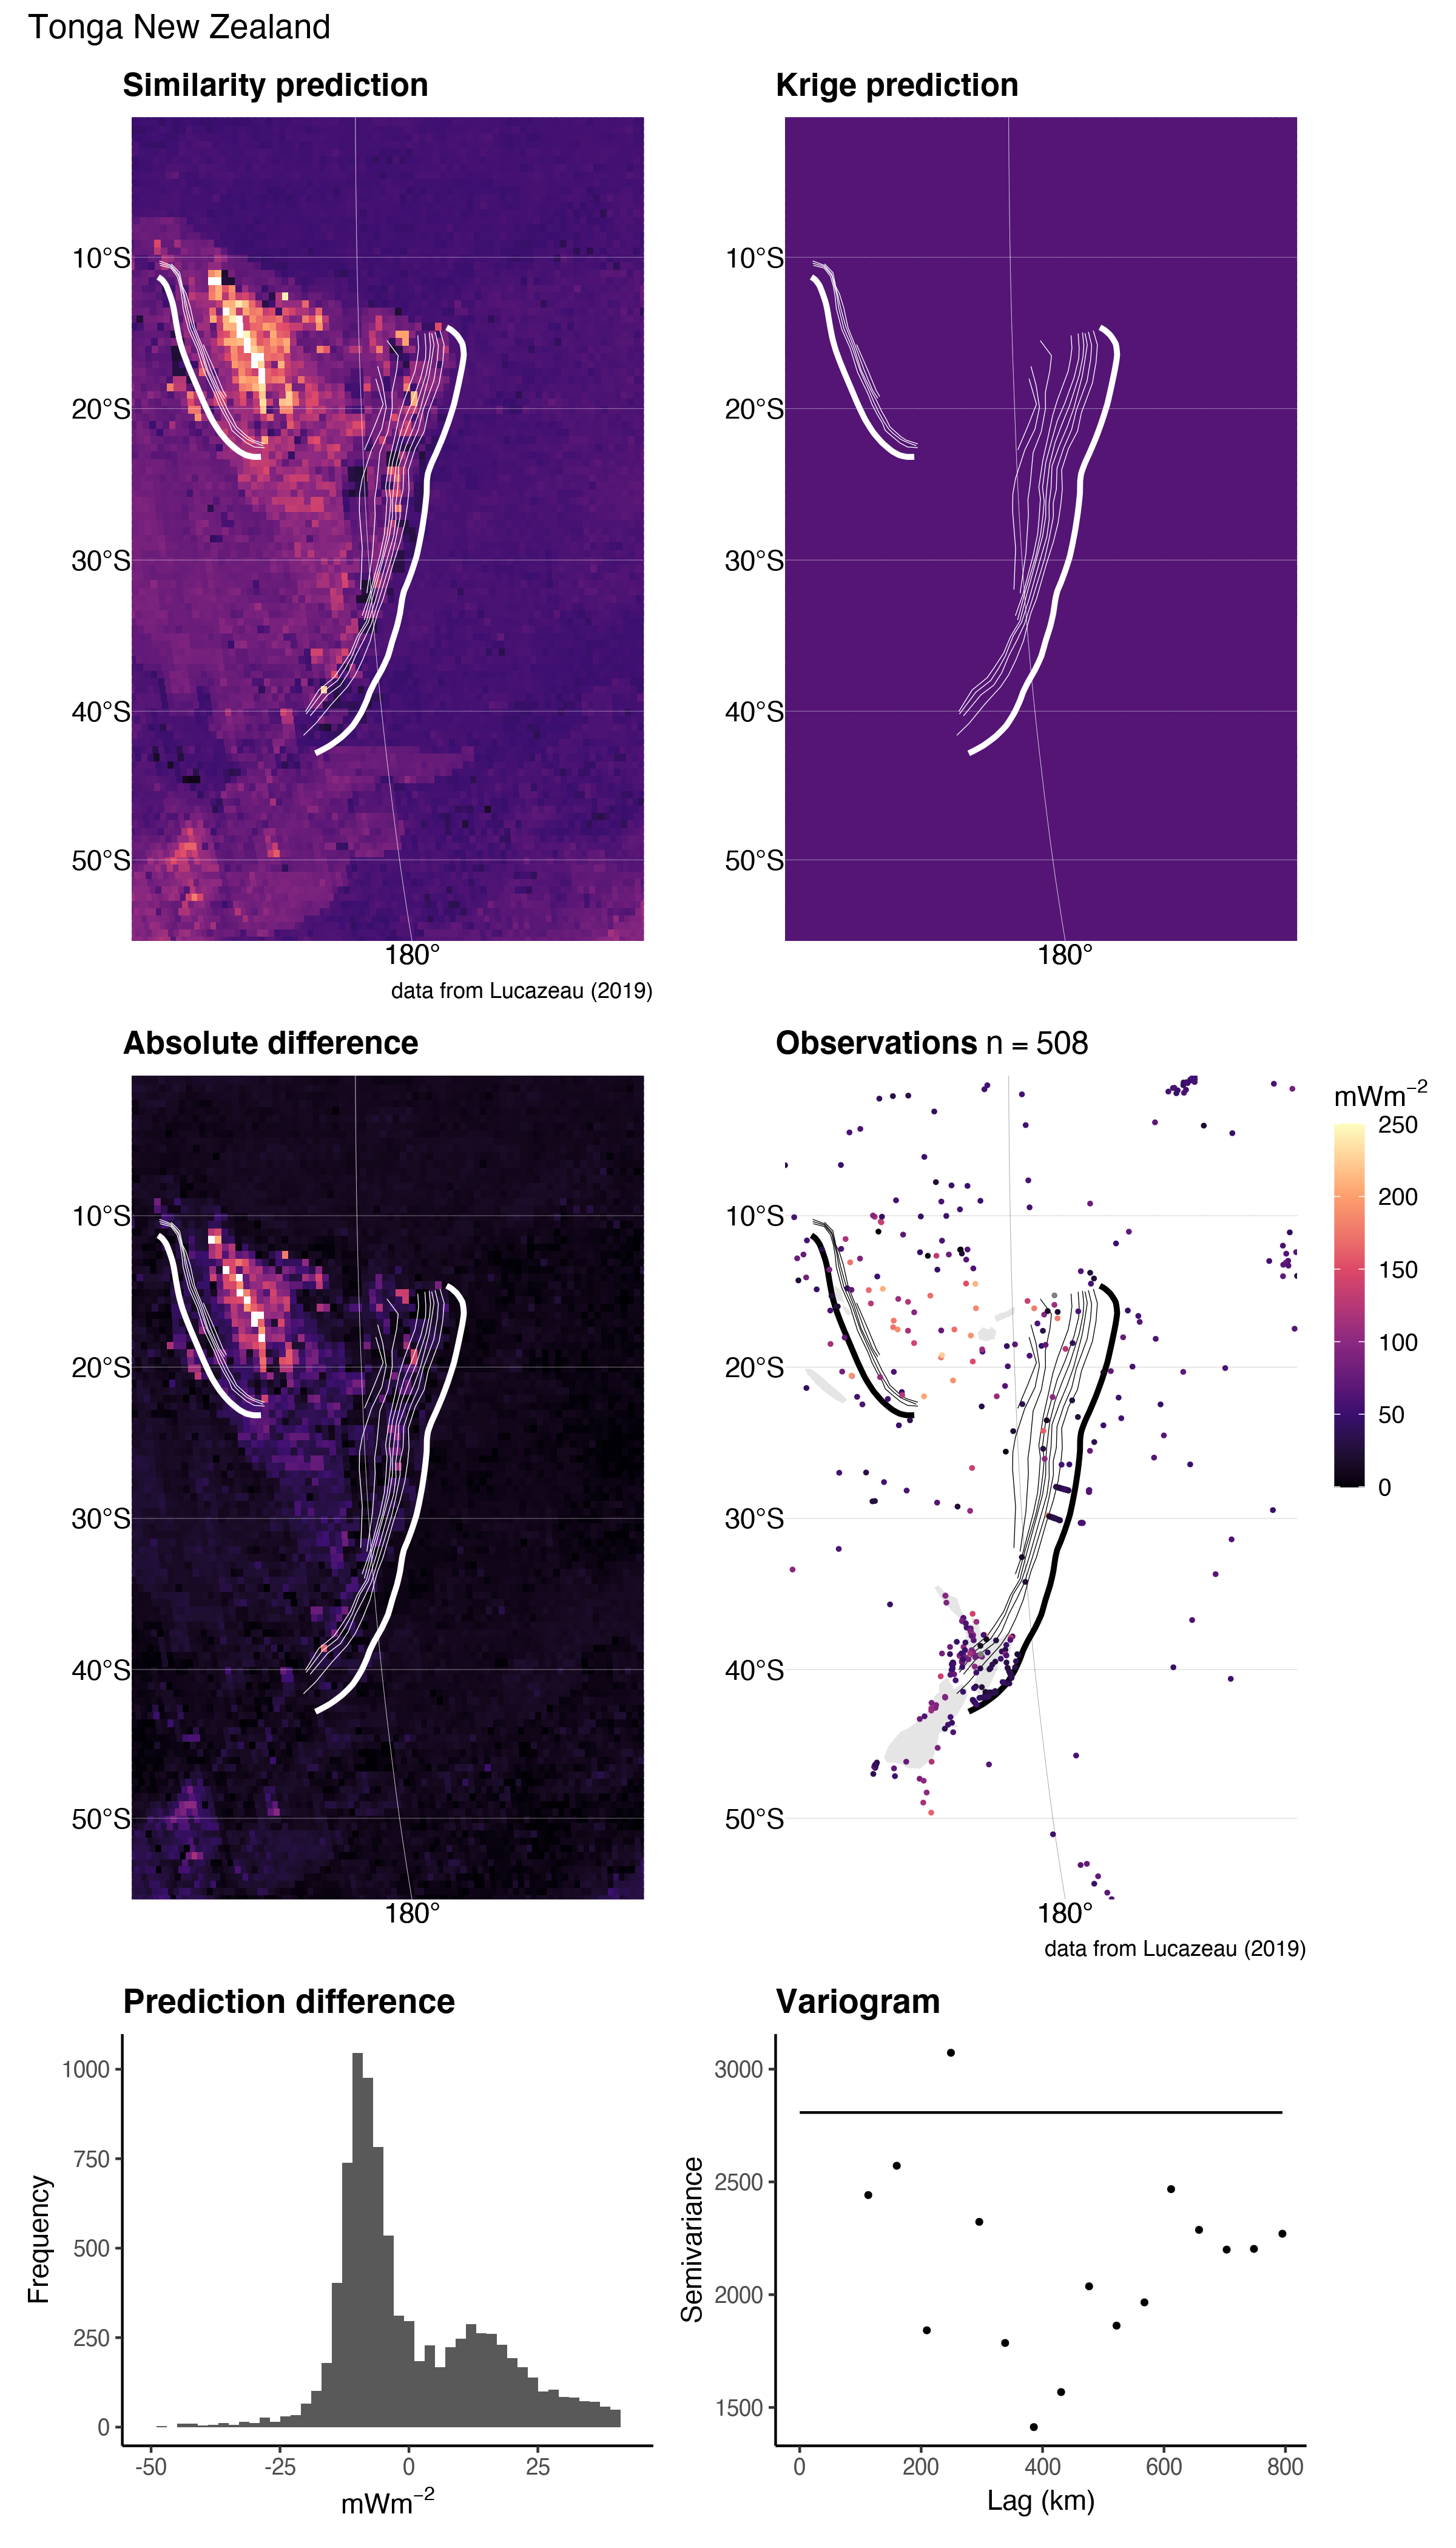 Tonga New Zealand
Similarity prediction
Krige prediction
10°S
20°S
30°S
40°S
50°S
180°
data from Lucazeau (2019)
10°S
20°S
30°S
40°S
50°S
180°
Absolute difference
Observations n = 508
10°S
20°S
30°S
40°S
50°S
180°
10°S
20°S
30°S
40°S
50°S
180°
data from Lucazeau (2019)
mWm⁻²
250
200
150
100
50
0
Prediction difference
Frequency
1000
750
500
250
0
-50 -25 0 25
mWm⁻²
Variogram
Semivariance
3000
2500
2000
1500
0 200 400 600 800
Lag (km)